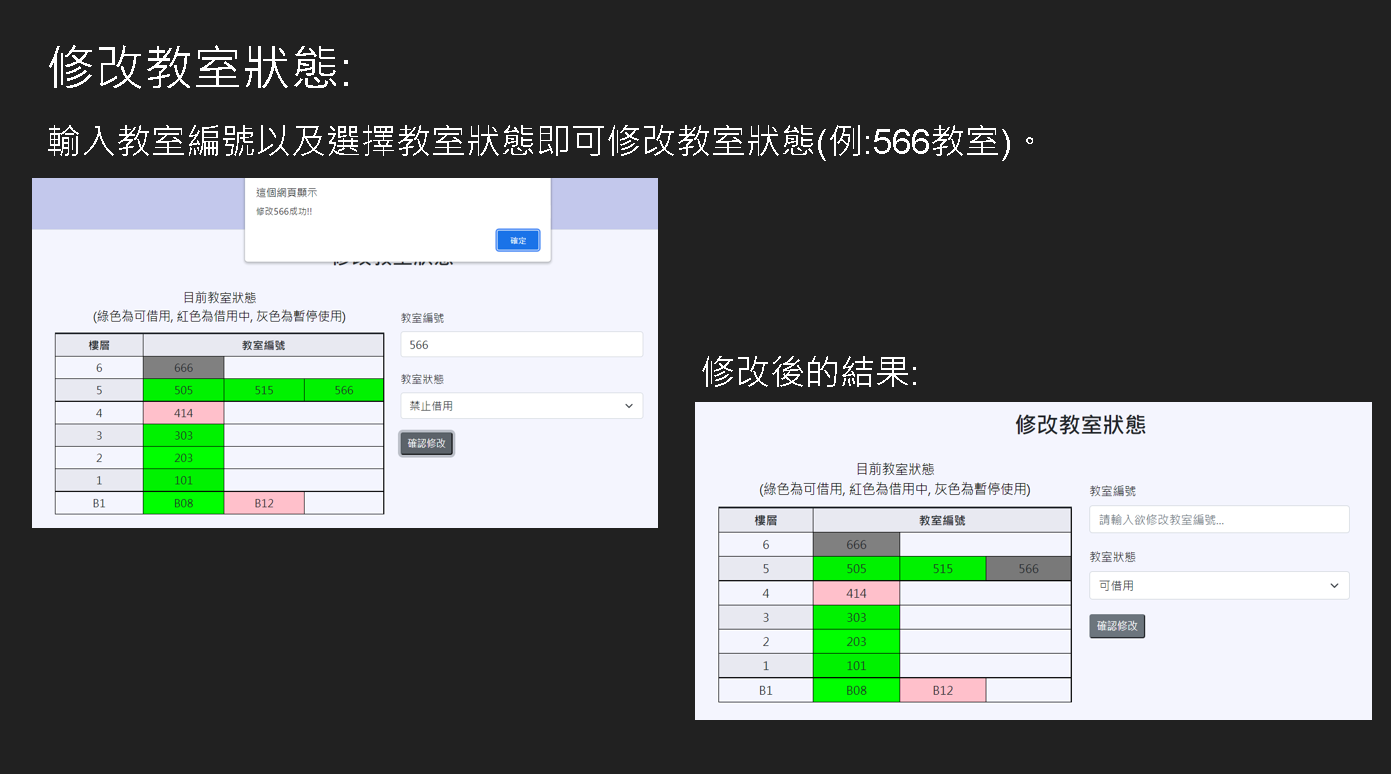 修改教室狀態:
輸入教室編號以及選擇教室狀態即可修改教室狀態(例:566教室)。
這個網頁顯示
修改566成功!!
確定
修改教室狀態
目前教室狀態
(綠色為可借用, 紅色為借用中, 灰色為暫停使用)
樓層 教室編號
6 666
5 505 515 566
4 414
3 303
2 203
1 101
B1 B08 B12
教室編號
566
教室狀態
禁止借用
確認修改
修改後的結果:
修改教室狀態
目前教室狀態
(綠色為可借用, 紅色為借用中, 灰色為暫停使用)
樓層 教室編號
6 666
5 505 515 566
4 414
3 303
2 203
1 101
B1 B08 B12
教室編號
請輸入欲修改教室編號...
教室狀態
可借用
確認修改